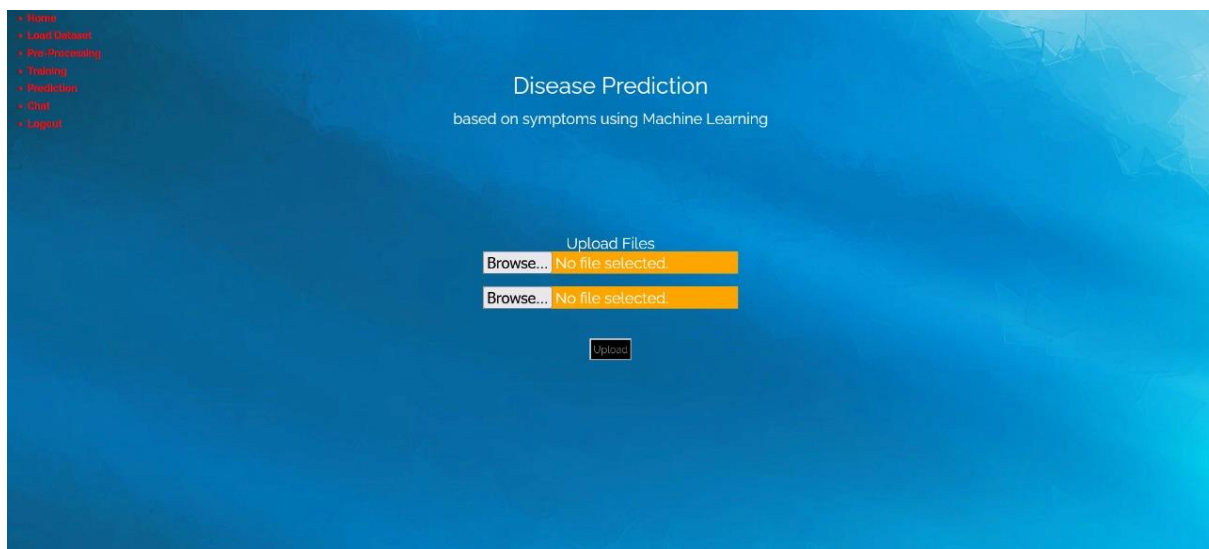 Home
Load Dataset
Pre-Processing
Training
Prediction
Chat
Logout
Disease Prediction
based on symptoms using Machine Learning
Upload Files
Browse... No file selected.
Browse... No file selected.
Upload